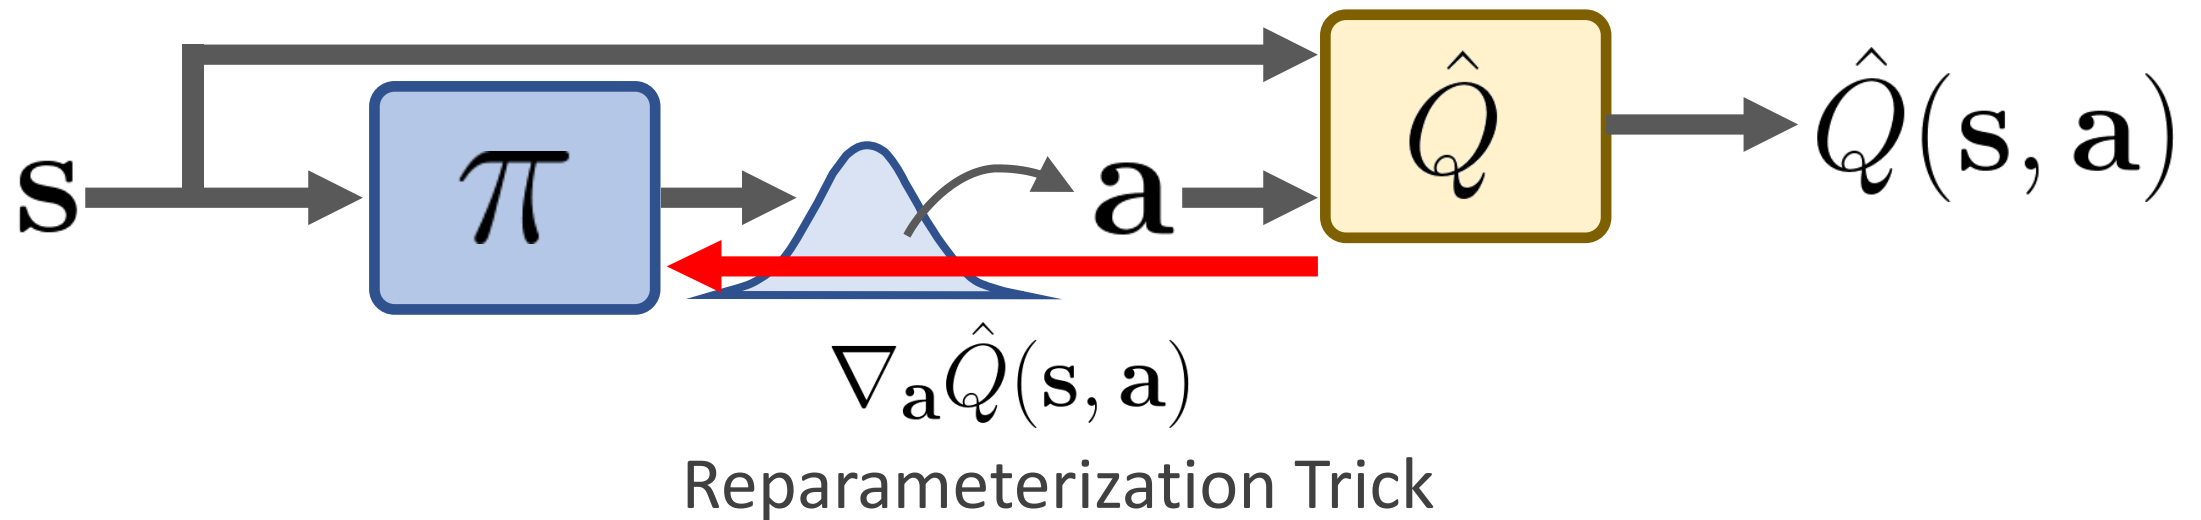 s
π
a
Q̂
Q̂(s, a)
∇ₐQ̂(s, a)
Reparameterization Trick